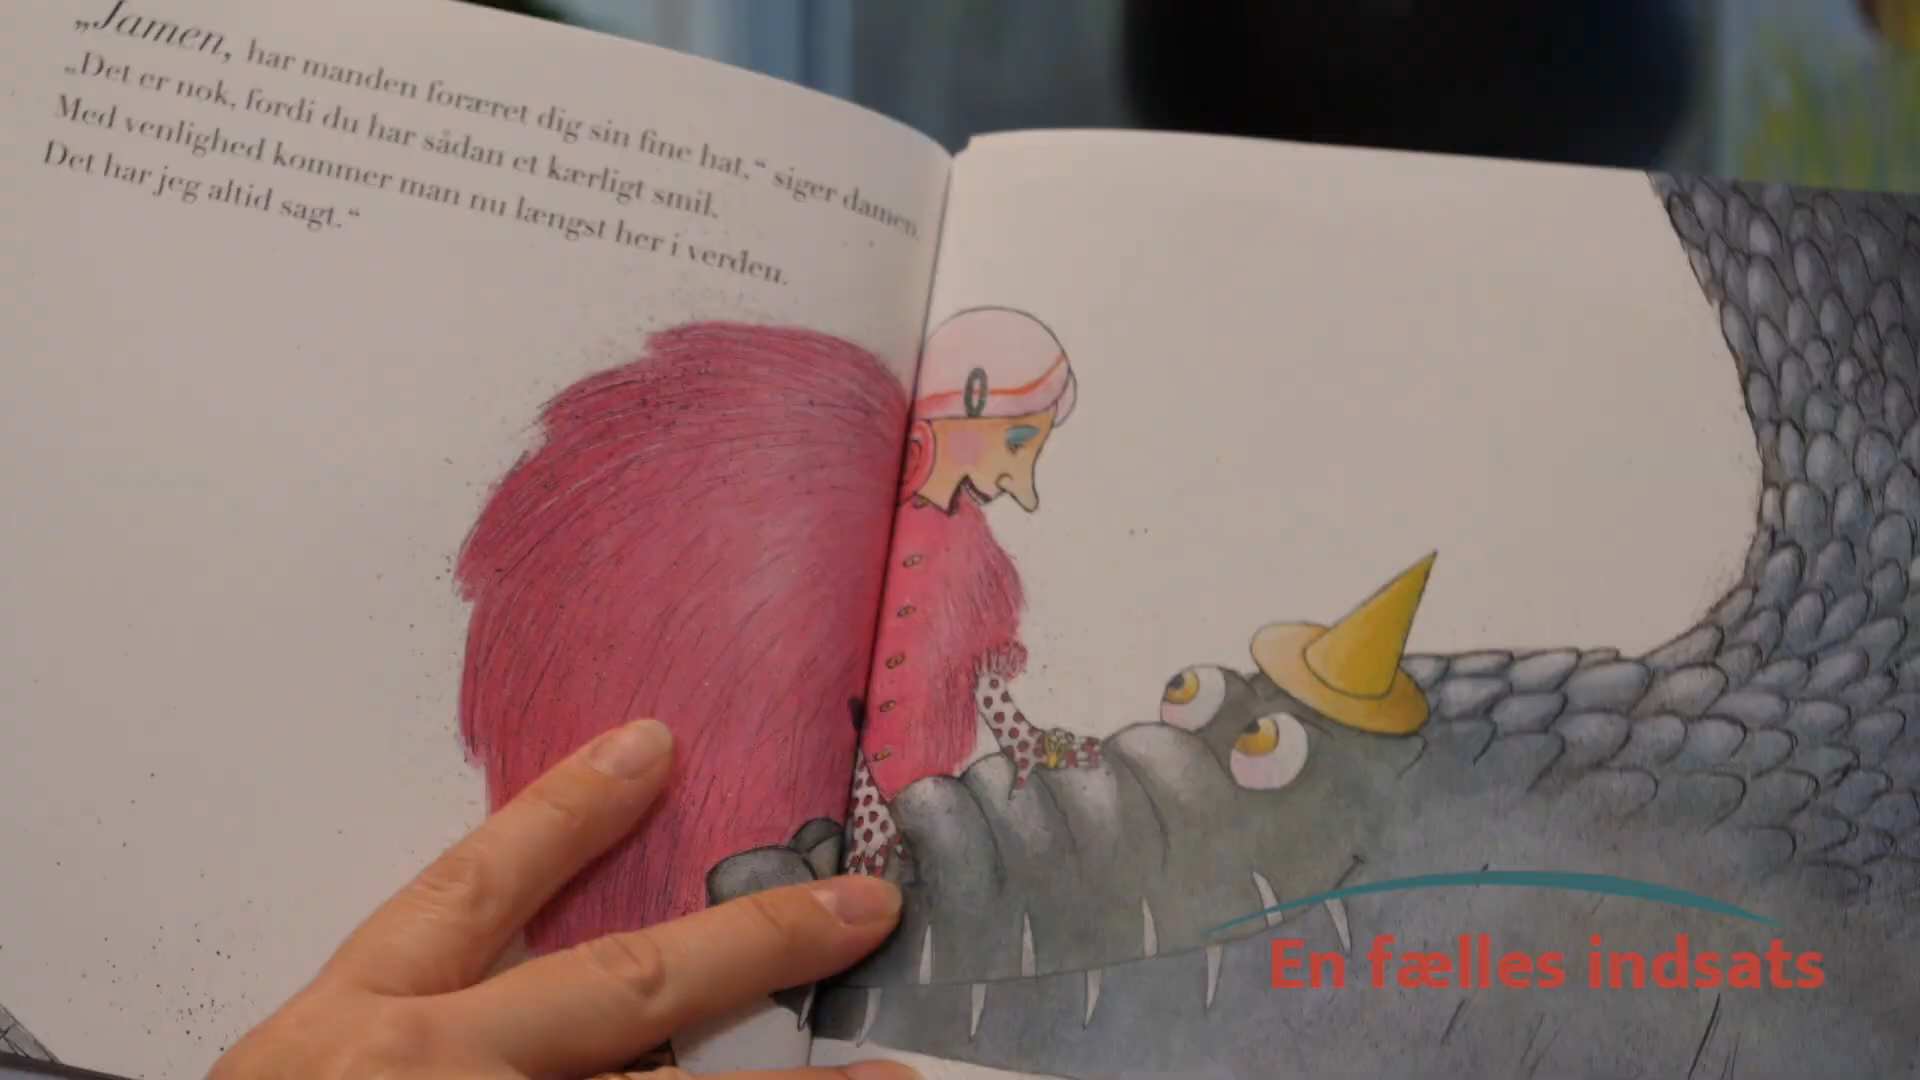 „Jamen, har manden foræret dig sin fine hat,“ siger damen.
„Det er nok, fordi du har sådan et kærligt smil.
Med venlighed kommer man nu længst her i verden.
Det har jeg altid sagt.“
En fælles indsats